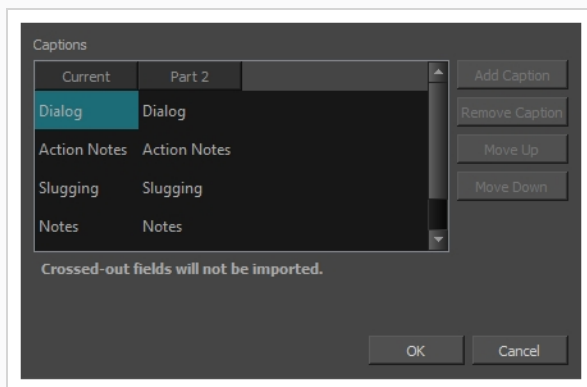 Captions
Current Part 2
Add Caption
Dialog Dialog
Remove Caption
Action Notes Action Notes
Move Up
Slugging Slugging
Move Down
Notes Notes
Crossed-out fields will not be imported.
OK Cancel